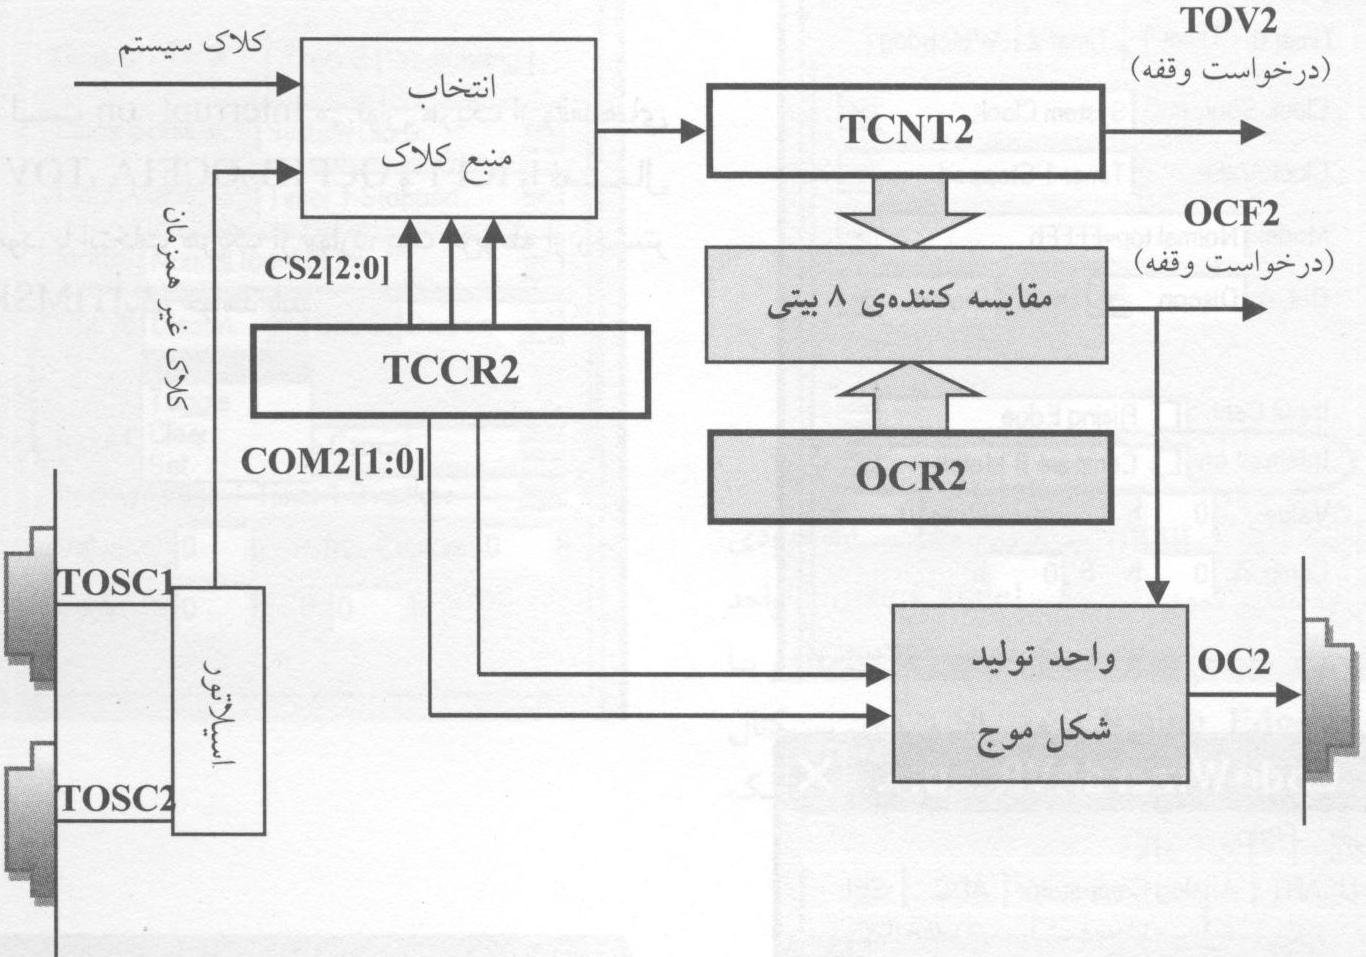 TOV2
(درخواست وقفه)
کلاک سیستم
انتخاب
منبع کلاک
TCNT2
OCF2
(درخواست وقفه)
CS2[2:0]
کلاک غیر همزمان
مقایسه کننده‌ی ۸ بیتی
TCCR2
COM2[1:0]
OCR2
TOSC1
اسیلاتور
TOSC2
واحد تولید
شکل موج
OC2